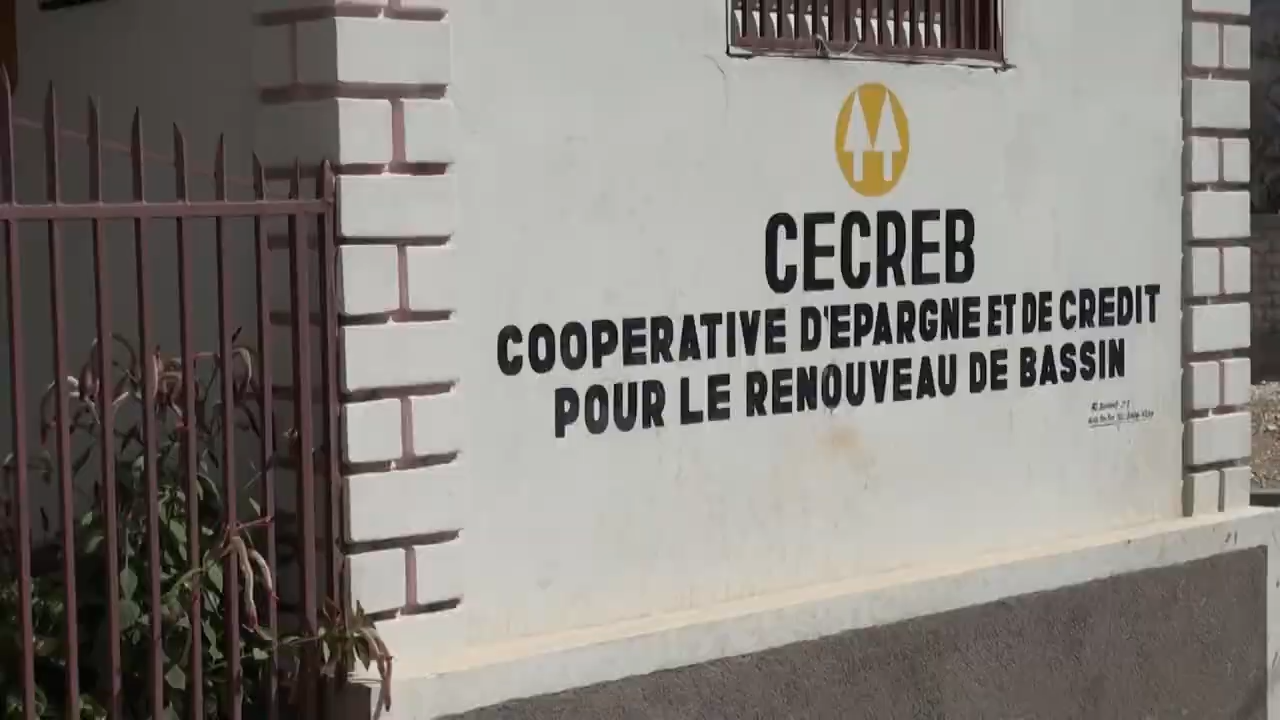 CECREB
COOPERATIVE D'EPARGNE ET DE CREDIT
POUR LE RENOUVEAU DE BASSIN